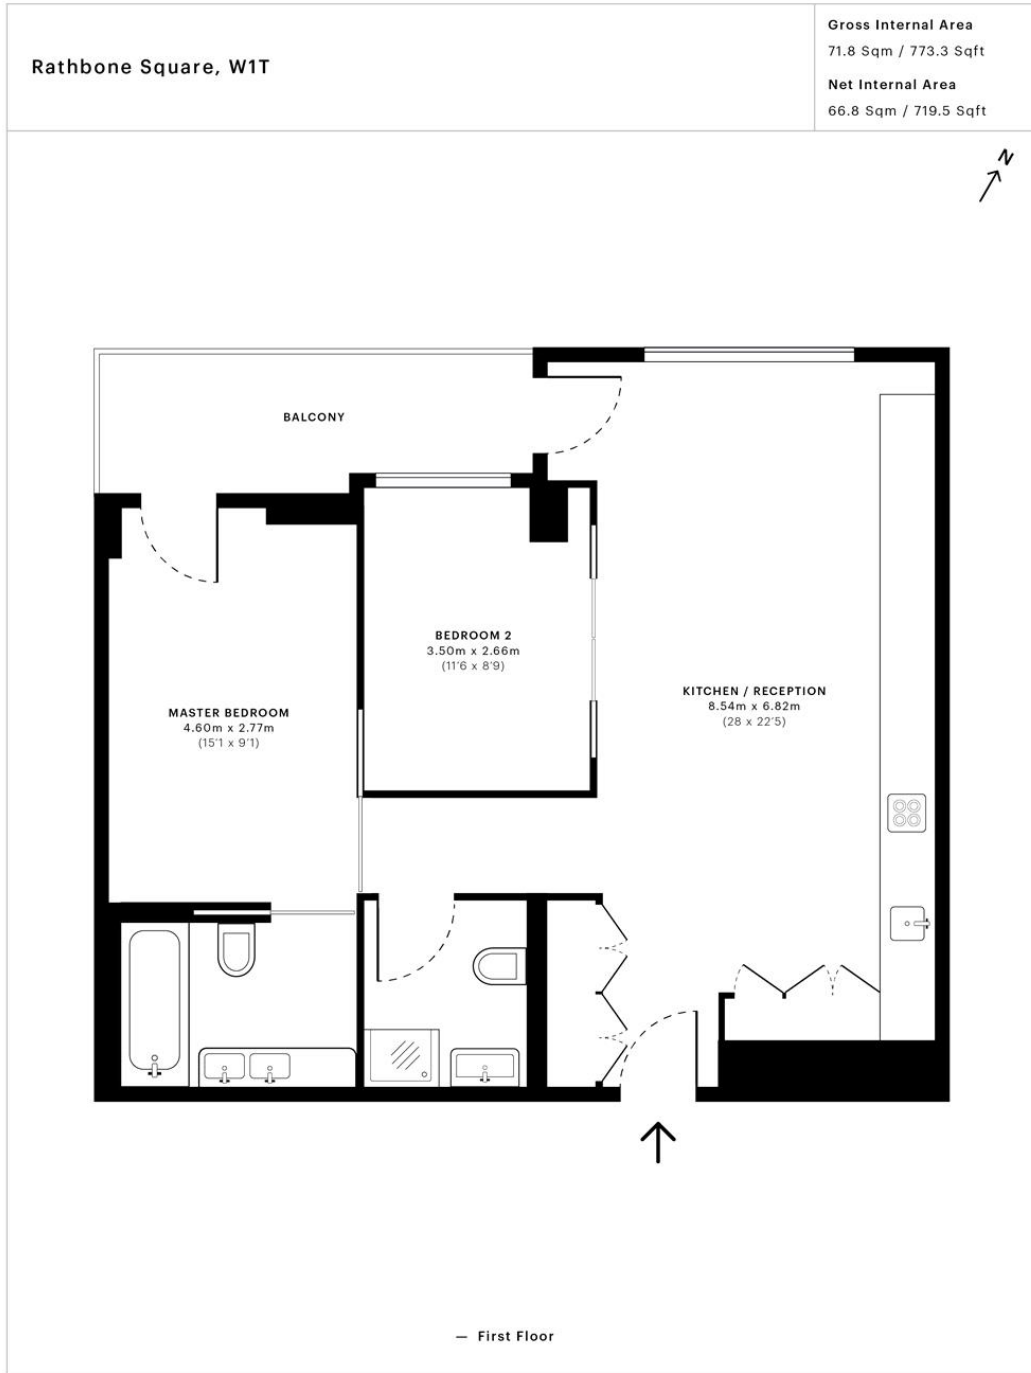 Rathbone Square, W1T
Gross Internal Area
71.8 Sqm / 773.3 Sqft
Net Internal Area
66.8 Sqm / 719.5 Sqft
N
BALCONY
BEDROOM 2
3.50m x 2.66m
(11'6 x 8'9)
KITCHEN / RECEPTION
8.54m x 6.82m
(28 x 22'5)
MASTER BEDROOM
4.60m x 2.77m
(15'1 x 9'1)
— First Floor